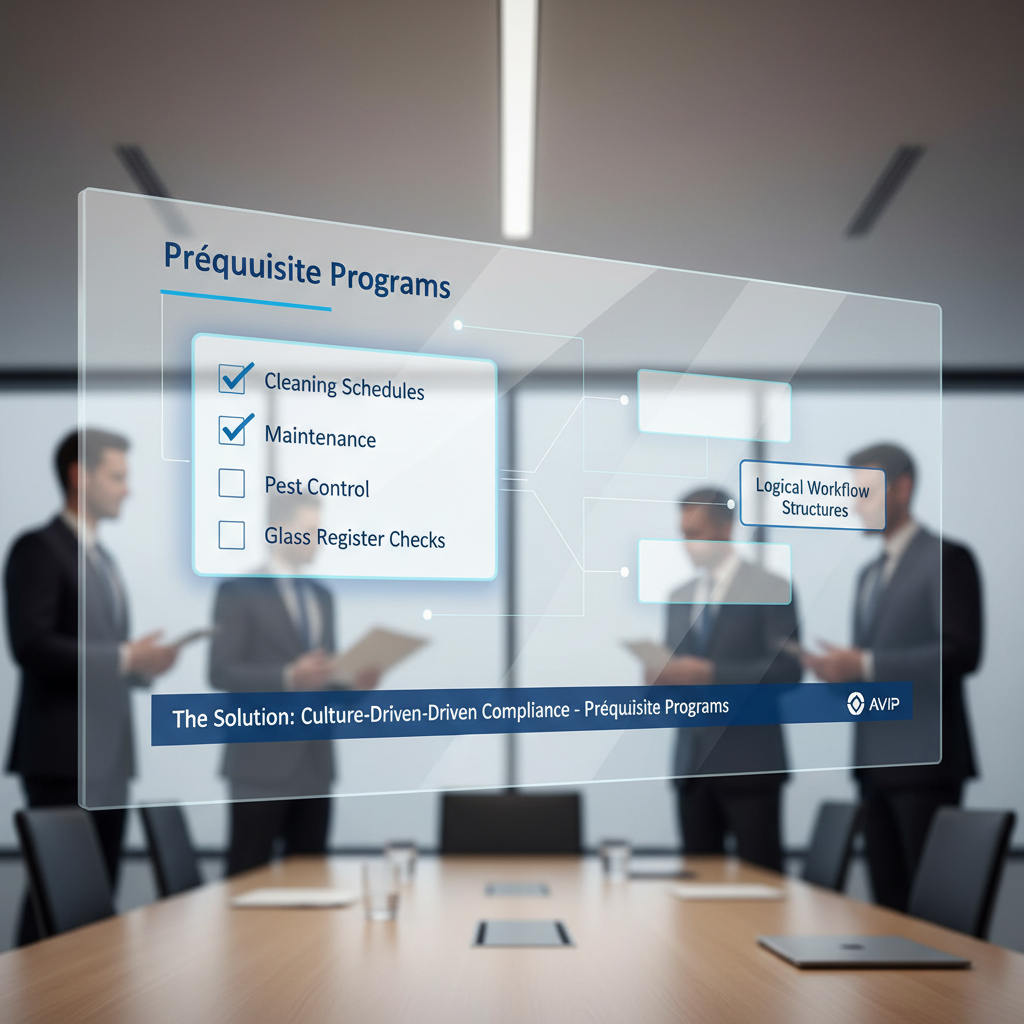 Préquuisite Programs
Cleaning Schedules
Maintenance
Pest Control
Glass Register Checks
Logical Workflow
Structures
The Solution: Culture-Driven-Driven Compliance - Préquisite Programs
AVIP